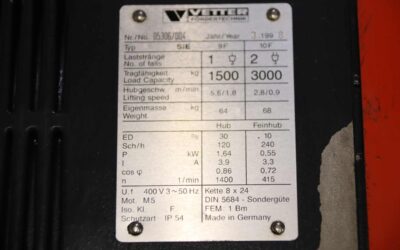 VETTER
FÖRDERTECHNIK
Nr./No. 05306/004 Jahr/Year 3.199
Typ S/E 9F 10F
Laststränge
No. of falls 1 2
Tragfähigkeit
Load Capacity kg 1500 3000
Hubgeschw.
Lifting speed m/min 5,6/1,8 2,8/0,9
Eigenmasse
Weight kg 64 68
Hub Feinhub
ED % 30 10
Sch/h 120 240
P kW 1,64 0,55
I A 3,9 3,3
cos φ 0,86 0,72
n t/min 1400 415
U. f 400 V 3~50 Hz Kette 8 x 24
Mot. M5 DIN 5684 - Sondergüte
Iso. Kl. F FEM: 1 Bm
Schutzart IP 54 Made in Germany